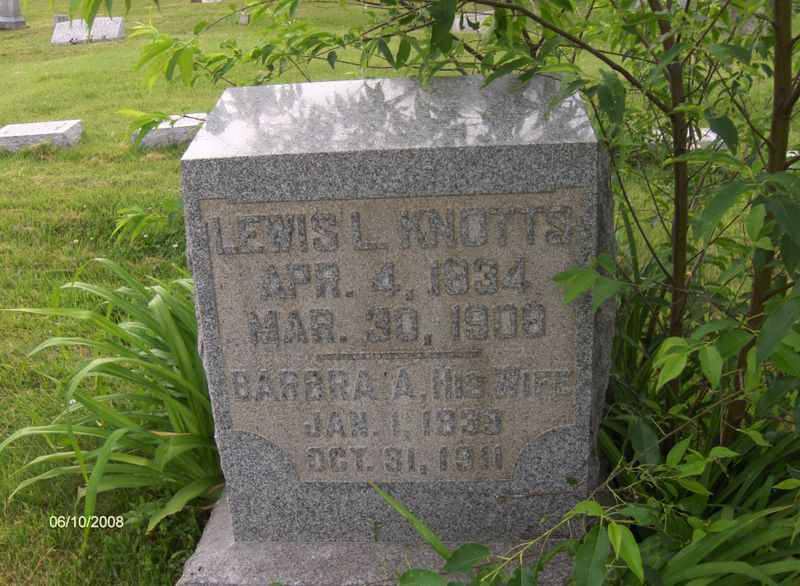 LEWIS L. KNOTTS
APR. 4, 1834
MAR. 30, 1908
BARBRA A. HIS WIFE
JAN. 1, 1838
OCT. 31, 1911
06/10/2008